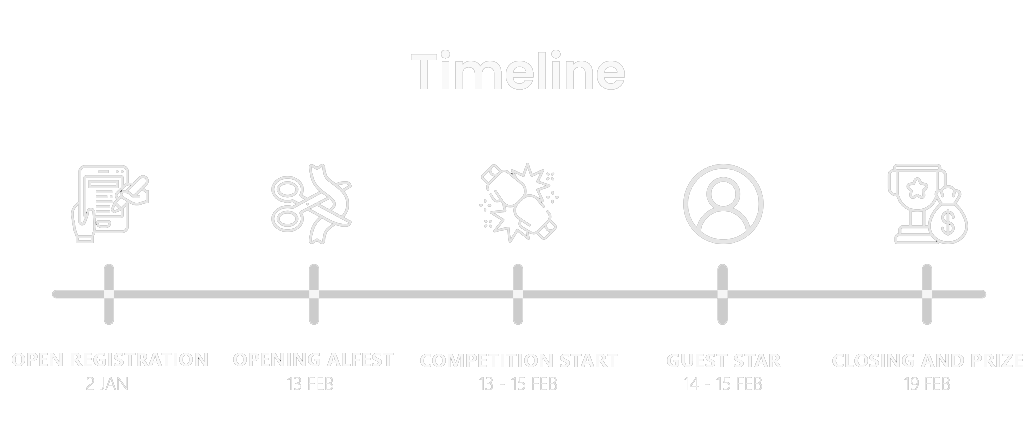 Timeline
$
OPEN REGISTRATION
2 JAN
OPENING ALFEST
13 FEB
COMPETITION START
13 - 15 FEB
GUEST STAR
14 - 15 FEB
CLOSING AND PRIZE
19 FEB